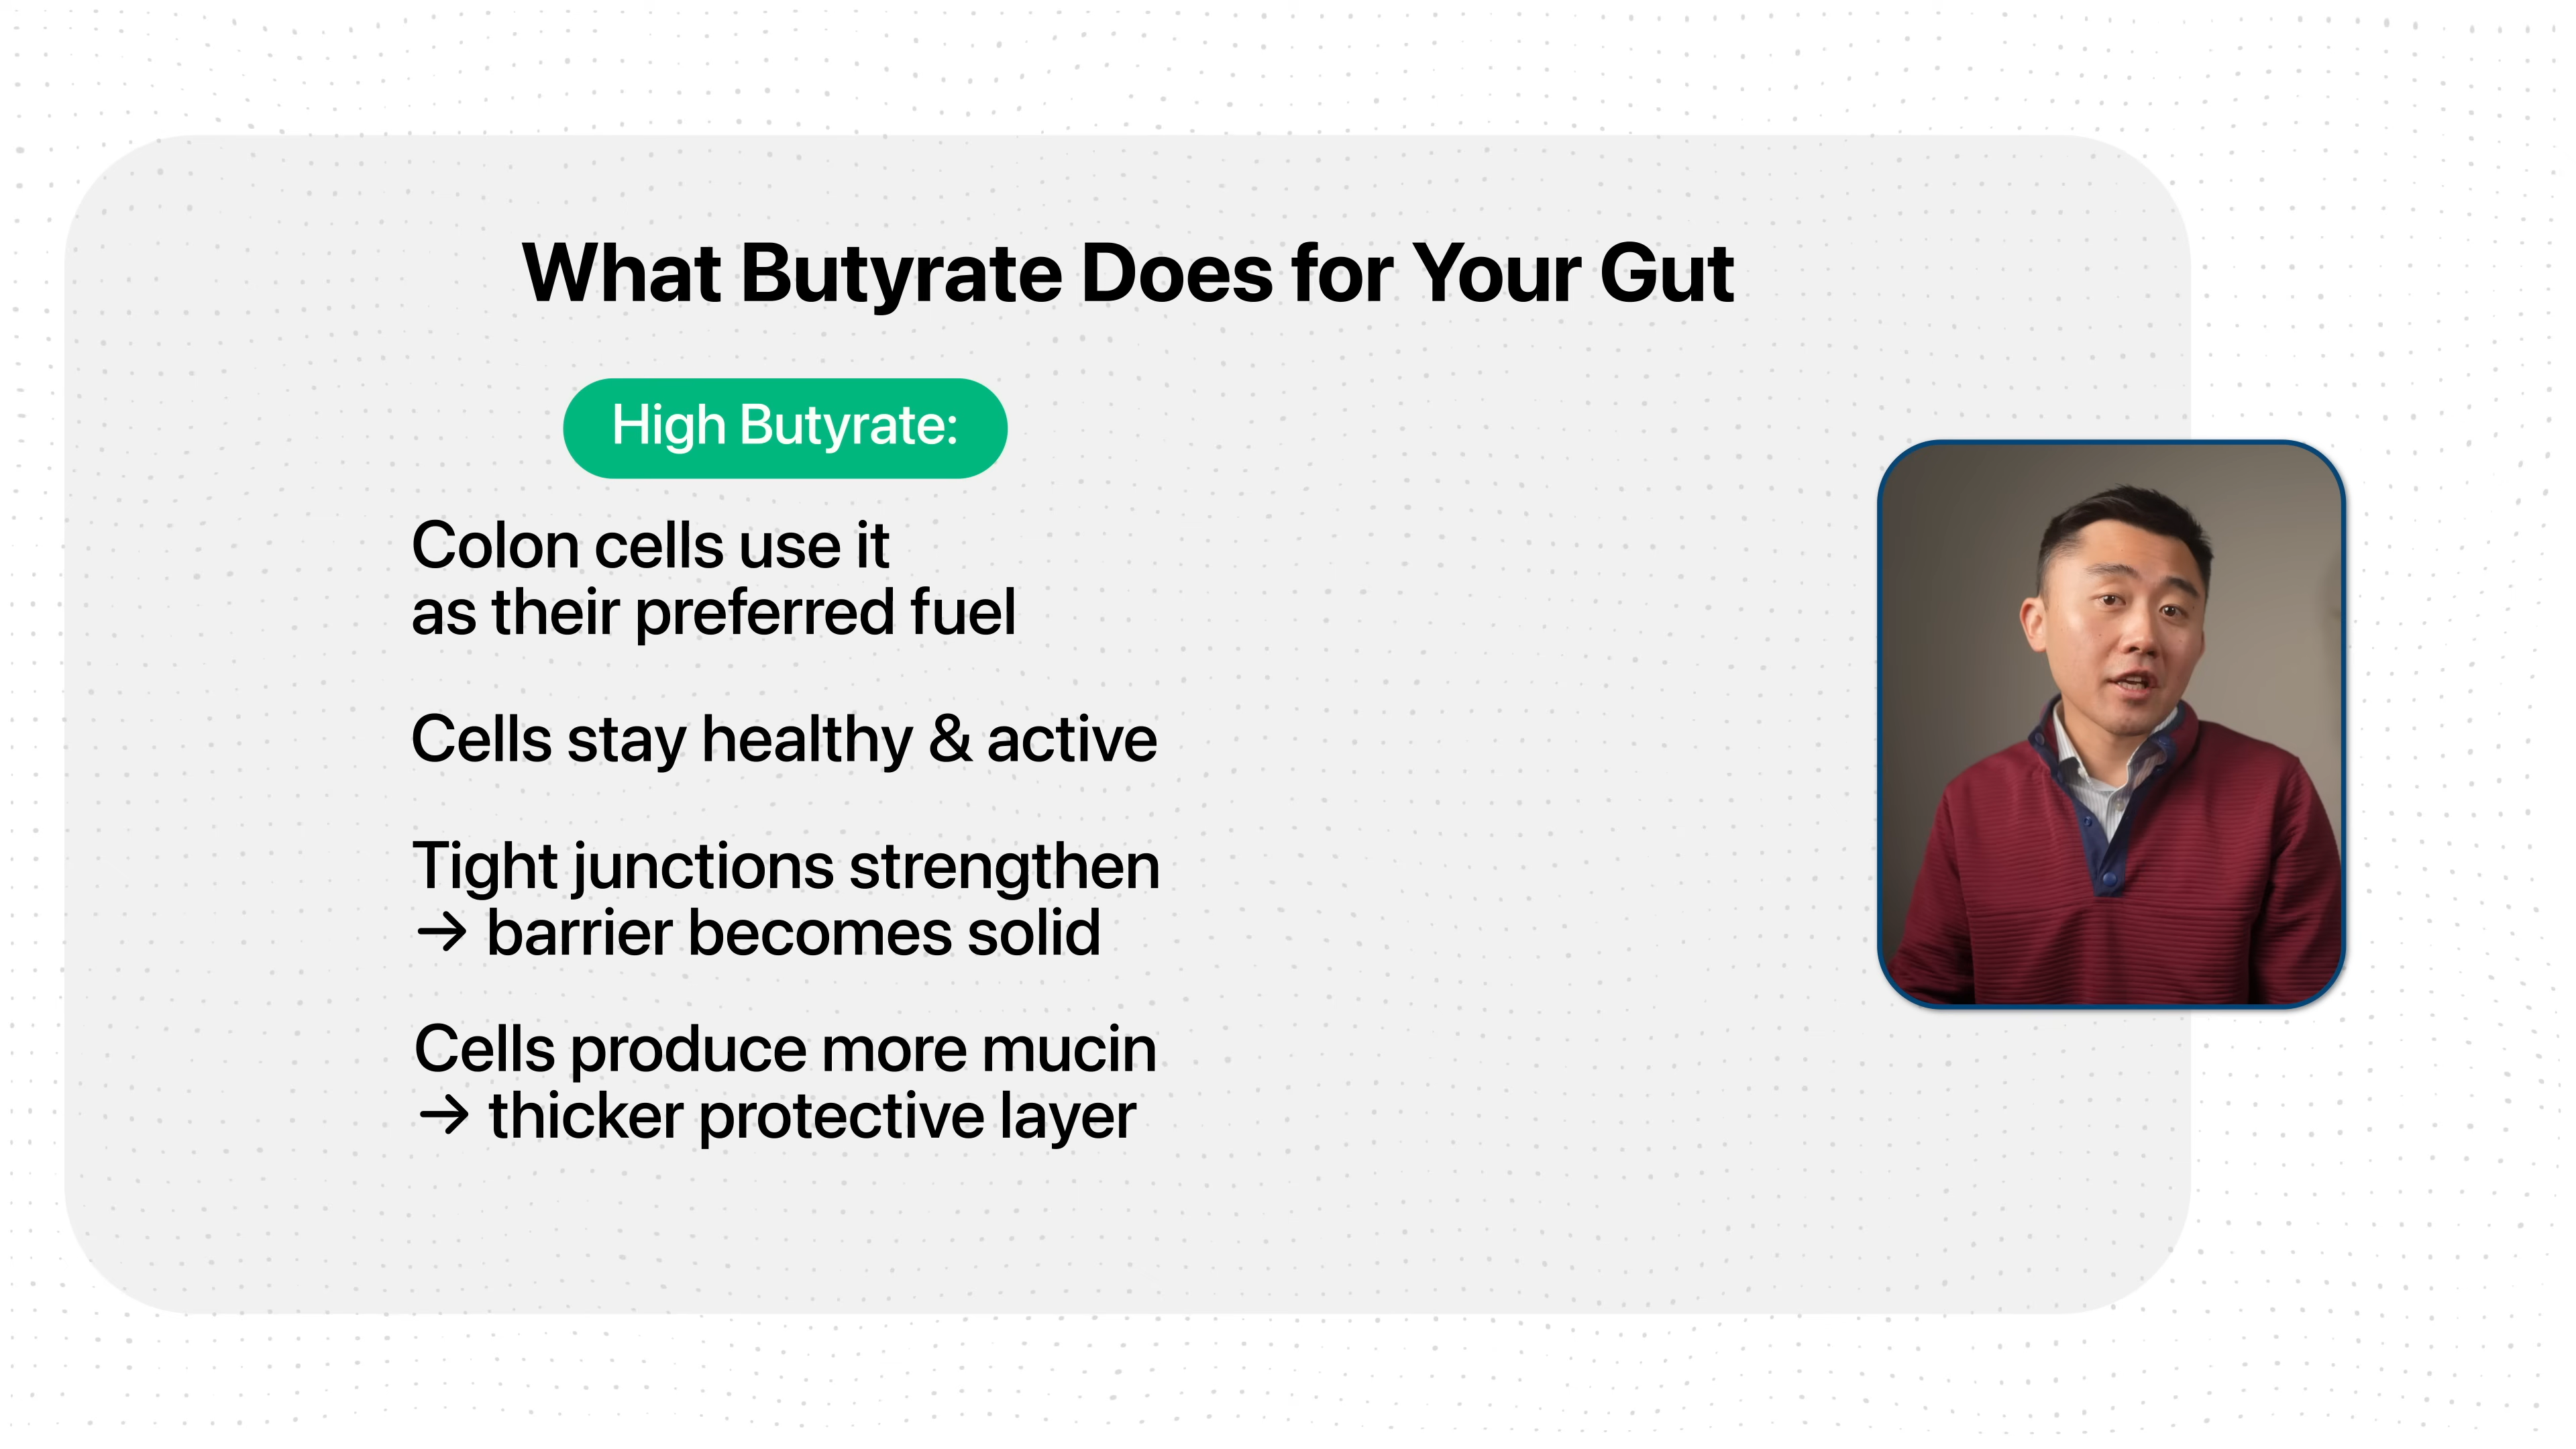 What Butyrate Does for Your Gut
High Butyrate:
Colon cells use it
as their preferred fuel
Cells stay healthy & active
Tight junctions strengthen
→ barrier becomes solid
Cells produce more mucin
→ thicker protective layer